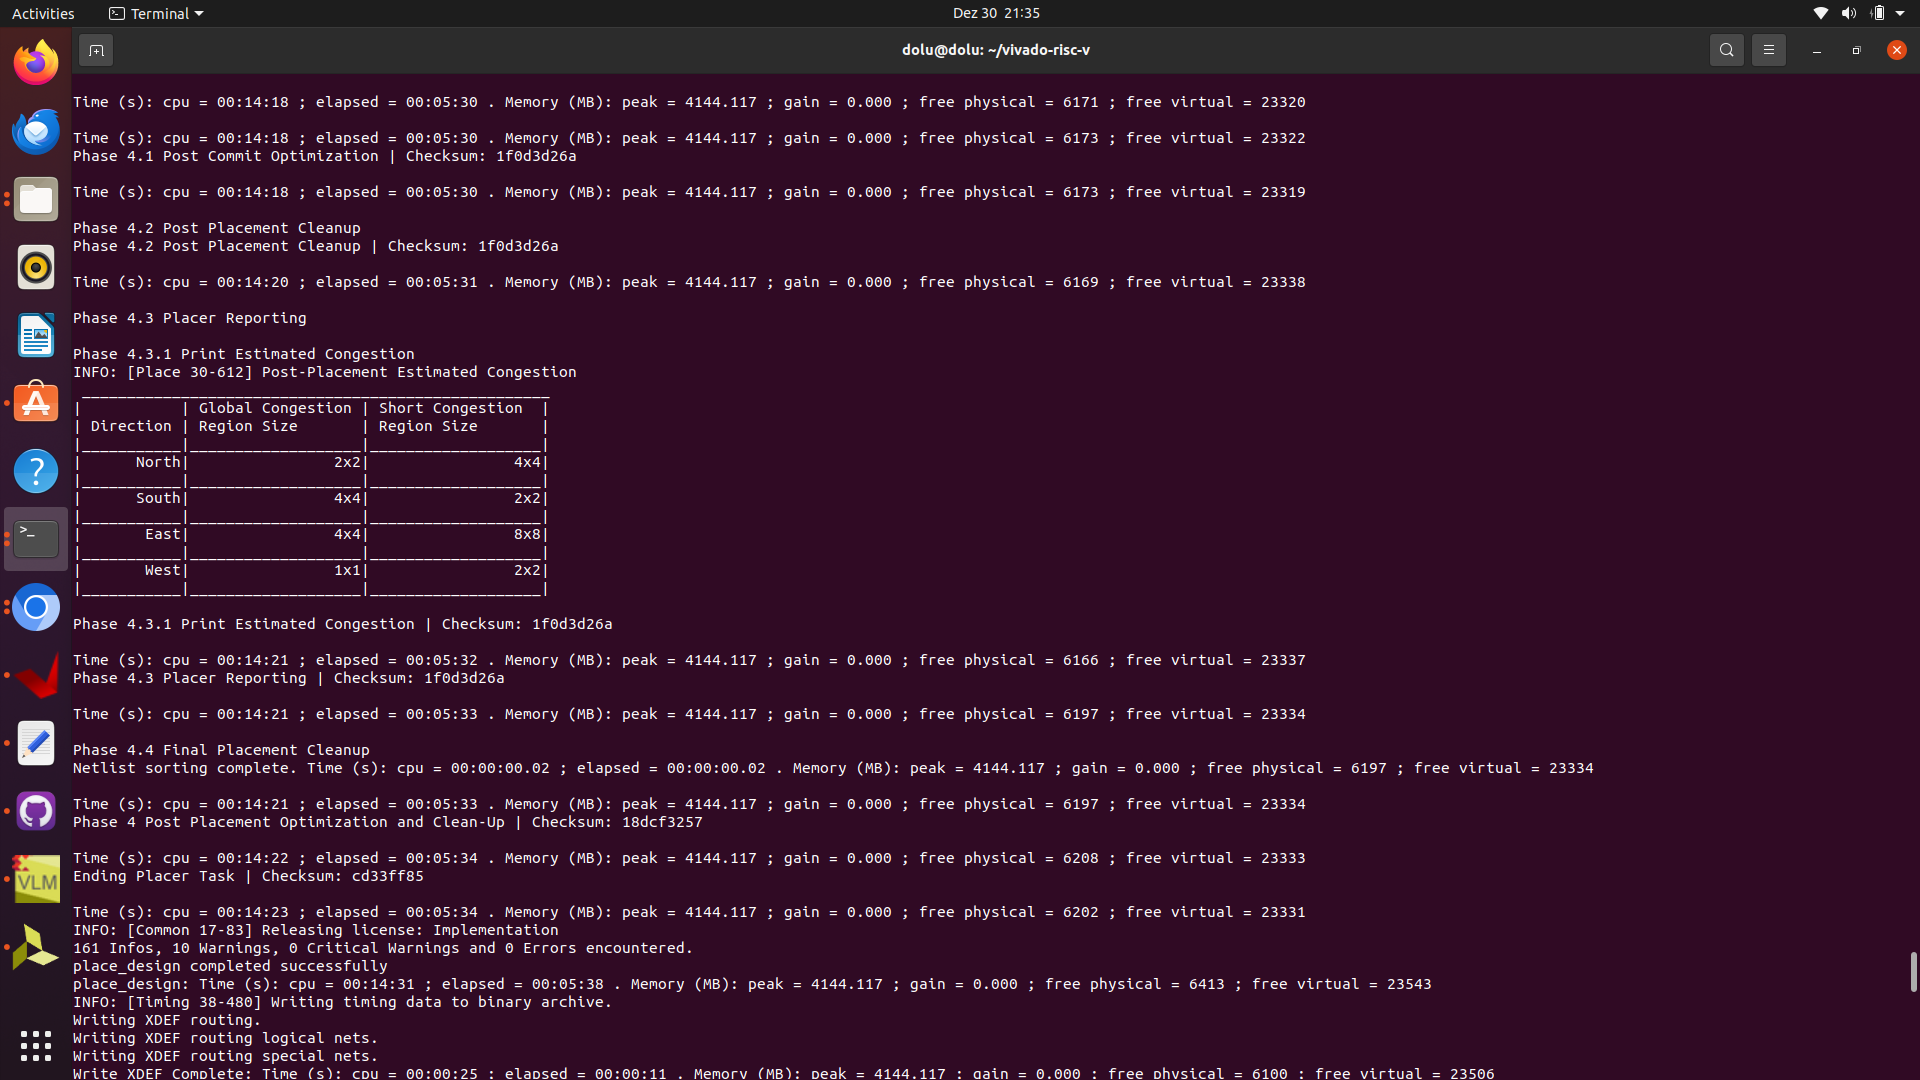 Activities
Terminal
Dez 30 21:35
dolu@dolu: ~/vivado-risc-v
Time (s): cpu = 00:14:18 ; elapsed = 00:05:30 . Memory (MB): peak = 4144.117 ; gain = 0.000 ; free physical = 6171 ; free virtual = 23320
Time (s): cpu = 00:14:18 ; elapsed = 00:05:30 . Memory (MB): peak = 4144.117 ; gain = 0.000 ; free physical = 6173 ; free virtual = 23322
Phase 4.1 Post Commit Optimization | Checksum: 1f0d3d26a
Time (s): cpu = 00:14:18 ; elapsed = 00:05:30 . Memory (MB): peak = 4144.117 ; gain = 0.000 ; free physical = 6173 ; free virtual = 23319
Phase 4.2 Post Placement Cleanup
Phase 4.2 Post Placement Cleanup | Checksum: 1f0d3d26a
Time (s): cpu = 00:14:20 ; elapsed = 00:05:31 . Memory (MB): peak = 4144.117 ; gain = 0.000 ; free physical = 6169 ; free virtual = 23338
Phase 4.3 Placer Reporting
Phase 4.3.1 Print Estimated Congestion
INFO: [Place 30-612] Post-Placement Estimated Congestion
 ____________________________________________________
|           | Global Congestion | Short Congestion  |
| Direction | Region Size       | Region Size       |
|___________|___________________|___________________|
|      North|                2x2|                4x4|
|___________|___________________|___________________|
|      South|                4x4|                2x2|
|___________|___________________|___________________|
|       East|                4x4|                8x8|
|___________|___________________|___________________|
|       West|                1x1|                2x2|
|___________|___________________|___________________|
Phase 4.3.1 Print Estimated Congestion | Checksum: 1f0d3d26a
Time (s): cpu = 00:14:21 ; elapsed = 00:05:32 . Memory (MB): peak = 4144.117 ; gain = 0.000 ; free physical = 6166 ; free virtual = 23337
Phase 4.3 Placer Reporting | Checksum: 1f0d3d26a
Time (s): cpu = 00:14:21 ; elapsed = 00:05:33 . Memory (MB): peak = 4144.117 ; gain = 0.000 ; free physical = 6197 ; free virtual = 23334
Phase 4.4 Final Placement Cleanup
Netlist sorting complete. Time (s): cpu = 00:00:00.02 ; elapsed = 00:00:00.02 . Memory (MB): peak = 4144.117 ; gain = 0.000 ; free physical = 6197 ; free virtual = 23334
Time (s): cpu = 00:14:21 ; elapsed = 00:05:33 . Memory (MB): peak = 4144.117 ; gain = 0.000 ; free physical = 6197 ; free virtual = 23334
Phase 4 Post Placement Optimization and Clean-Up | Checksum: 18dcf3257
Time (s): cpu = 00:14:22 ; elapsed = 00:05:34 . Memory (MB): peak = 4144.117 ; gain = 0.000 ; free physical = 6208 ; free virtual = 23333
Ending Placer Task | Checksum: cd33ff85
Time (s): cpu = 00:14:23 ; elapsed = 00:05:34 . Memory (MB): peak = 4144.117 ; gain = 0.000 ; free physical = 6202 ; free virtual = 23331
INFO: [Common 17-83] Releasing license: Implementation
161 Infos, 10 Warnings, 0 Critical Warnings and 0 Errors encountered.
place_design completed successfully
place_design: Time (s): cpu = 00:14:31 ; elapsed = 00:05:38 . Memory (MB): peak = 4144.117 ; gain = 0.000 ; free physical = 6413 ; free virtual = 23543
INFO: [Timing 38-480] Writing timing data to binary archive.
Writing XDEF routing.
Writing XDEF routing logical nets.
Writing XDEF routing special nets.
Write XDEF Complete: Time (s): cpu = 00:00:25 ; elapsed = 00:00:11 . Memory (MB): peak = 4144.117 ; gain = 0.000 ; free physical = 6100 ; free virtual = 23506
VLM